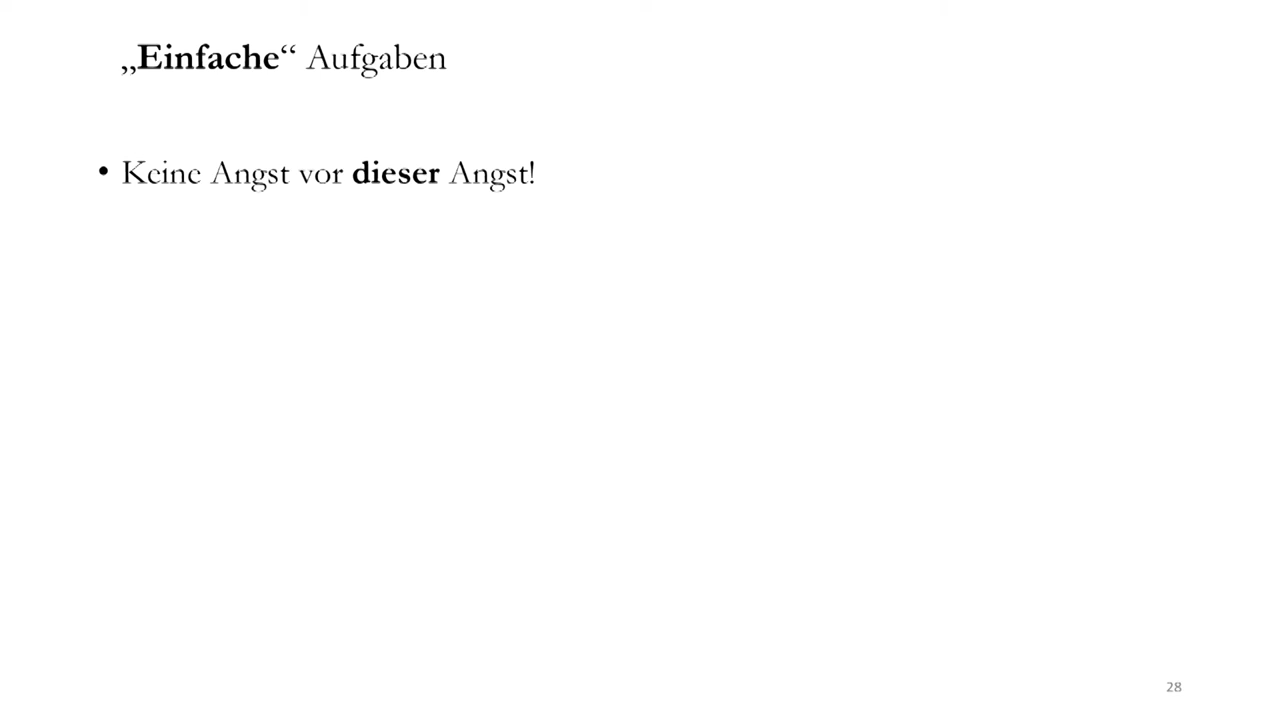 „Einfache“ Aufgaben
• Keine Angst vor dieser Angst!
28